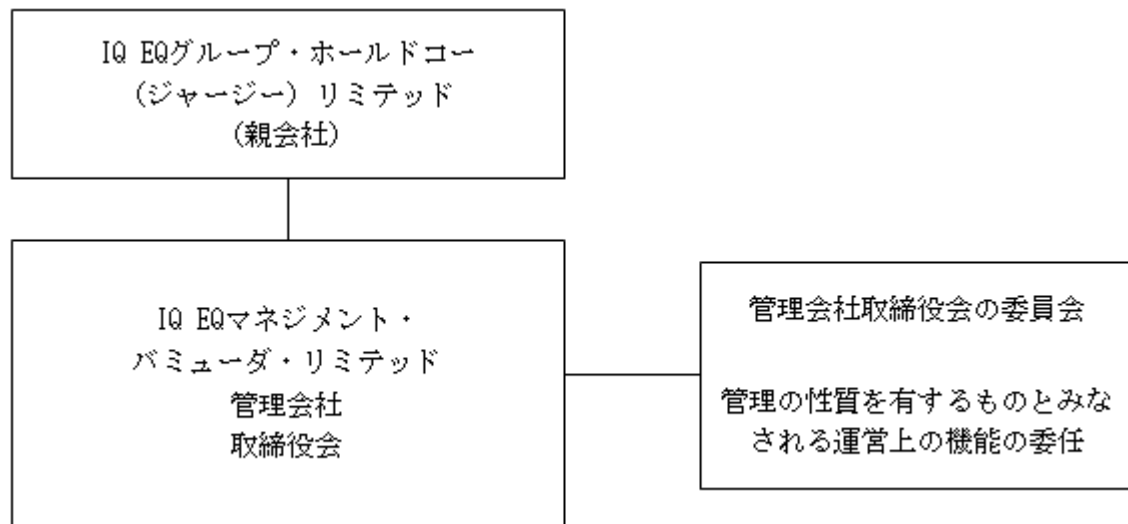 IQ EQグループ・ホールドコー
(ジャージー) リミテッド
(親会社)
IQ EQマネジメント・
バミューダ・リミテッド
管理会社
取締役会
管理会社取締役会の委員会
管理の性質を有するものとみな
される運営上の機能の委任